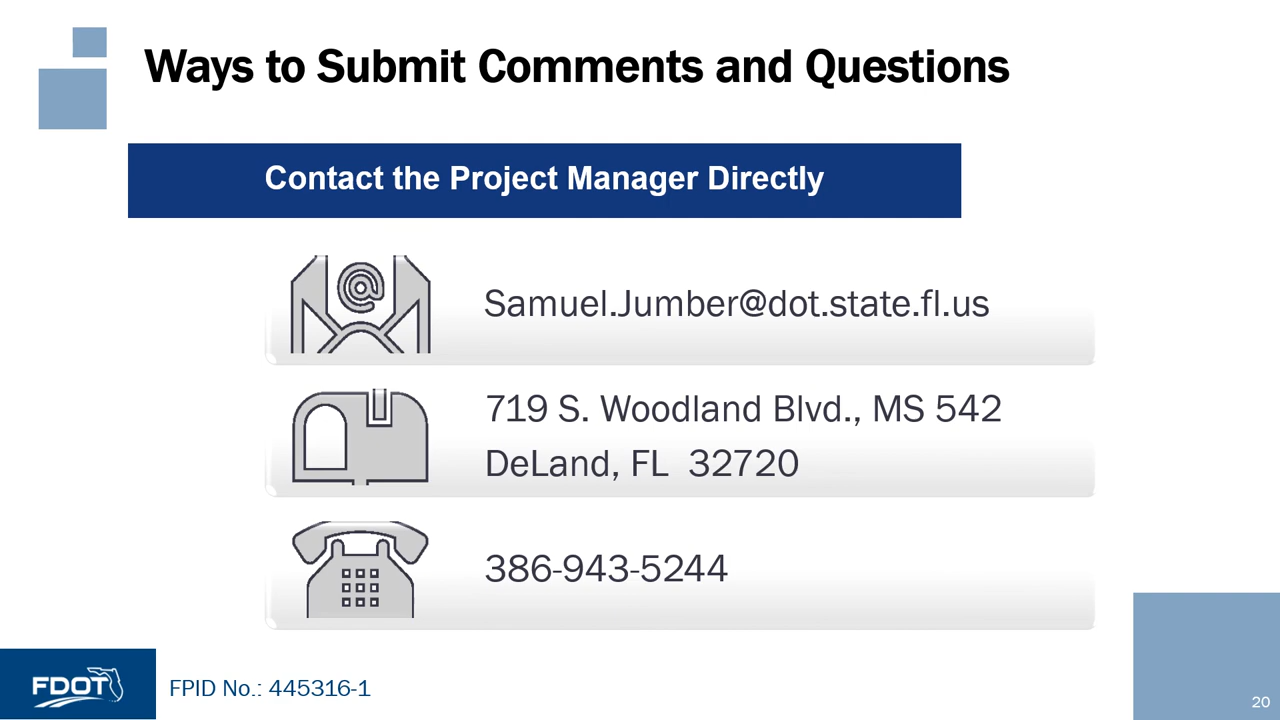 Ways to Submit Comments and Questions
Contact the Project Manager Directly
@
Samuel.Jumber@dot.state.fl.us
719 S. Woodland Blvd., MS 542
DeLand, FL  32720
386-943-5244
FDOT
FPID No.: 445316-1
20